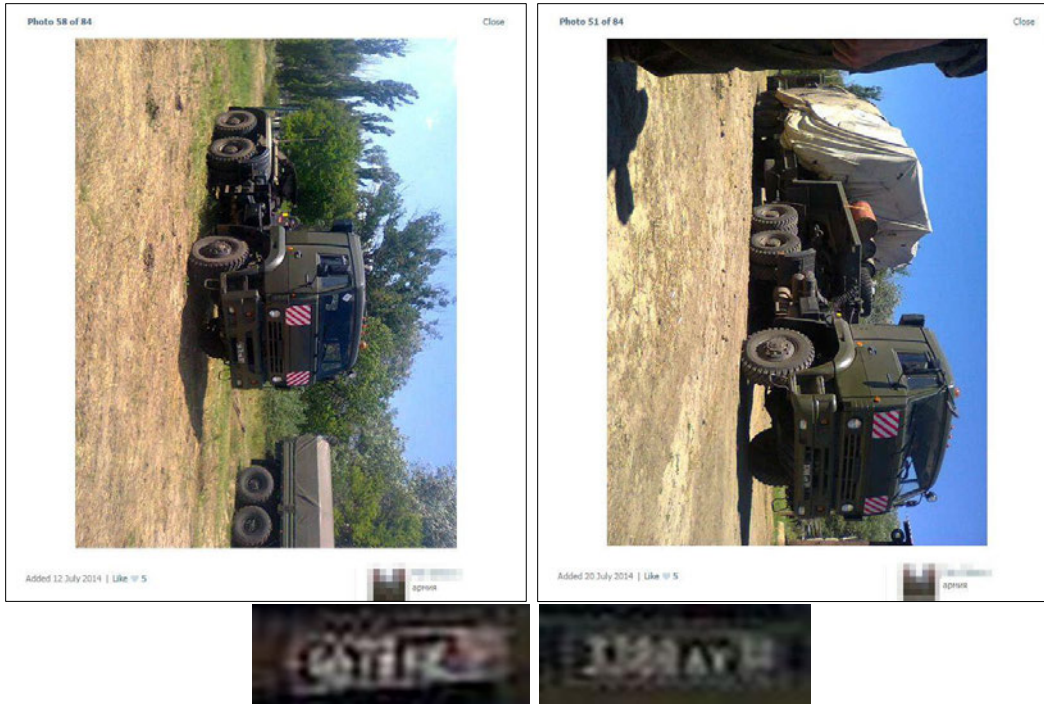 Photo 58 of 84
Close
Added 12 July 2014 | Like 5
армия
Photo 51 of 84
Close
Added 20 July 2014 | Like 5
армия